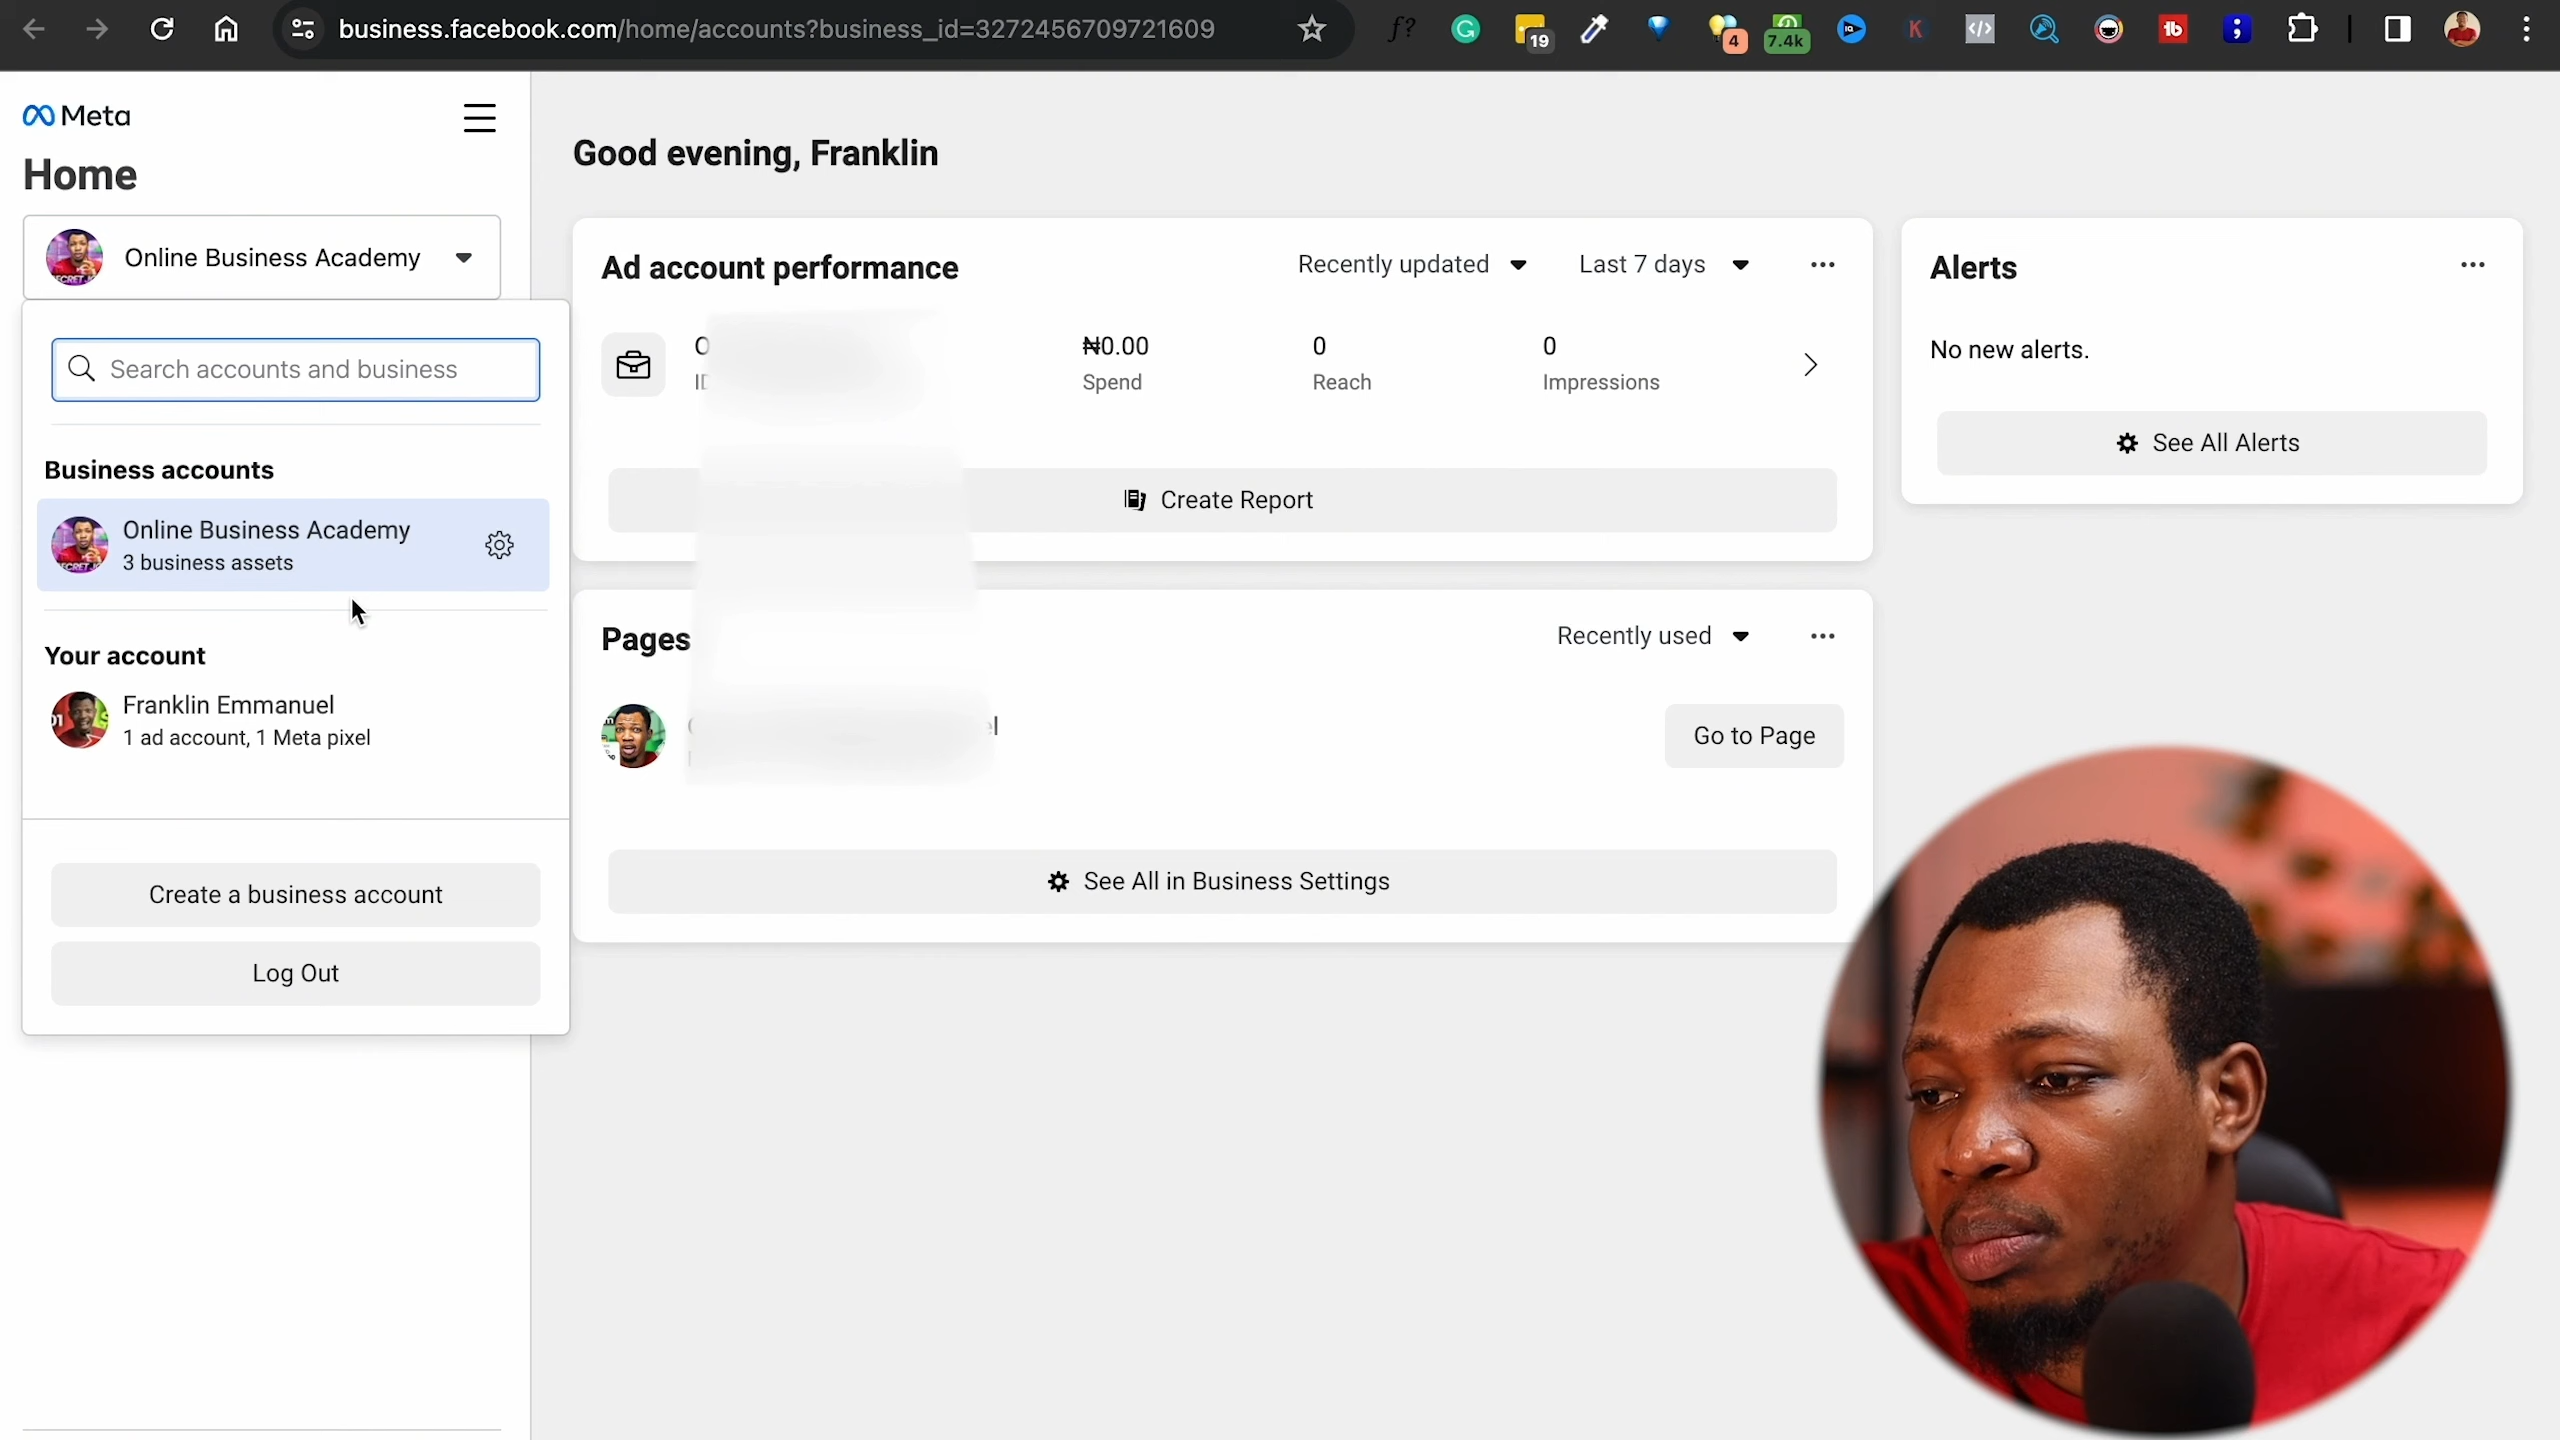 business.facebook.com/home/accounts?business_id=3272456709721609
f?
19
4
7.4k
K
Meta
Home
Online Business Academy
Search accounts and business
Business accounts
Online Business Academy
3 business assets
Your account
Franklin Emmanuel
1 ad account, 1 Meta pixel
Create a business account
Log Out
Good evening, Franklin
Ad account performance
Recently updated
Last 7 days
₦0.00
0
0
Spend
Reach
Impressions
Create Report
Pages
Recently used
Go to Page
See All in Business Settings
Alerts
No new alerts.
See All Alerts